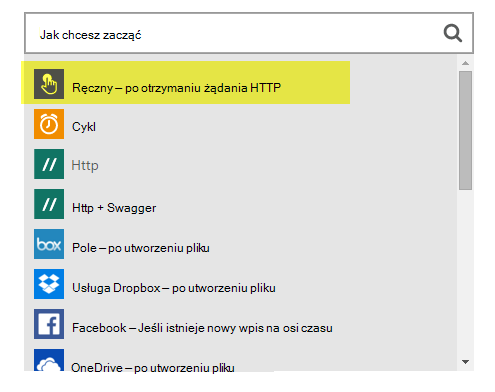 Jak chcesz zacząć
Ręczny – po otrzymaniu żądania HTTP
Cykl
// Http
// Http + Swagger
box Pole – po utworzeniu pliku
Usługa Dropbox – po utworzeniu pliku
Facebook – Jeśli istnieje nowy wpis na osi czasu
OneDrive – po utworzeniu pliku